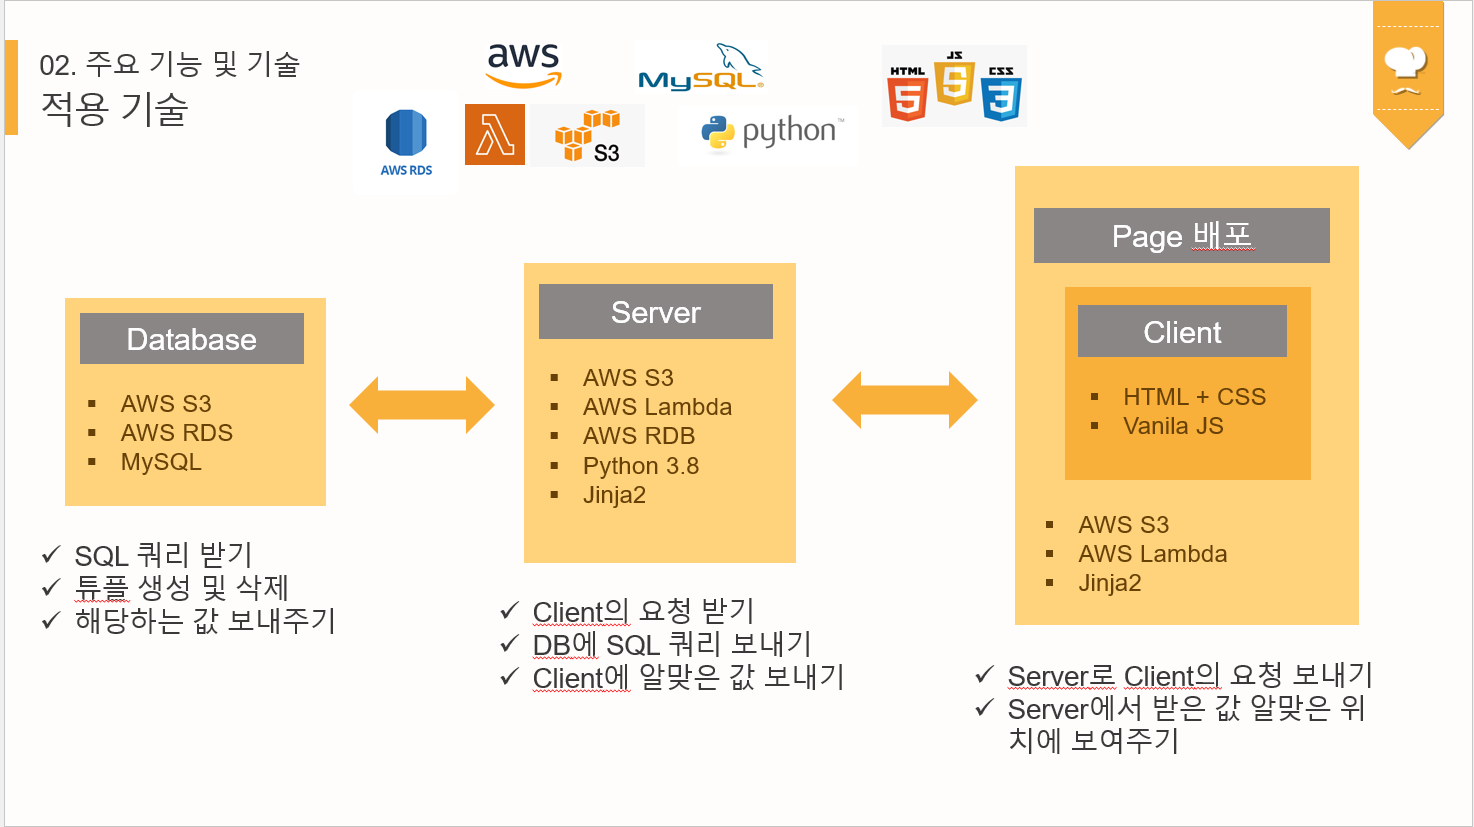 02. 주요 기능 및 기술
적용 기술
aws
MySQL®
HTML
5
JS
5
CSS
3
AWS RDS
λ
S3
python™
Database
AWS S3
AWS RDS
MySQL
SQL 쿼리 받기
튜플 생성 및 삭제
해당하는 값 보내주기
Server
AWS S3
AWS Lambda
AWS RDB
Python 3.8
Jinja2
Client의 요청 받기
DB에 SQL 쿼리 보내기
Client에 알맞은 값 보내기
Page 배포
Client
HTML + CSS
Vanila JS
AWS S3
AWS Lambda
Jinja2
Server로 Client의 요청 보내기
Server에서 받은 값 알맞은 위
치에 보여주기